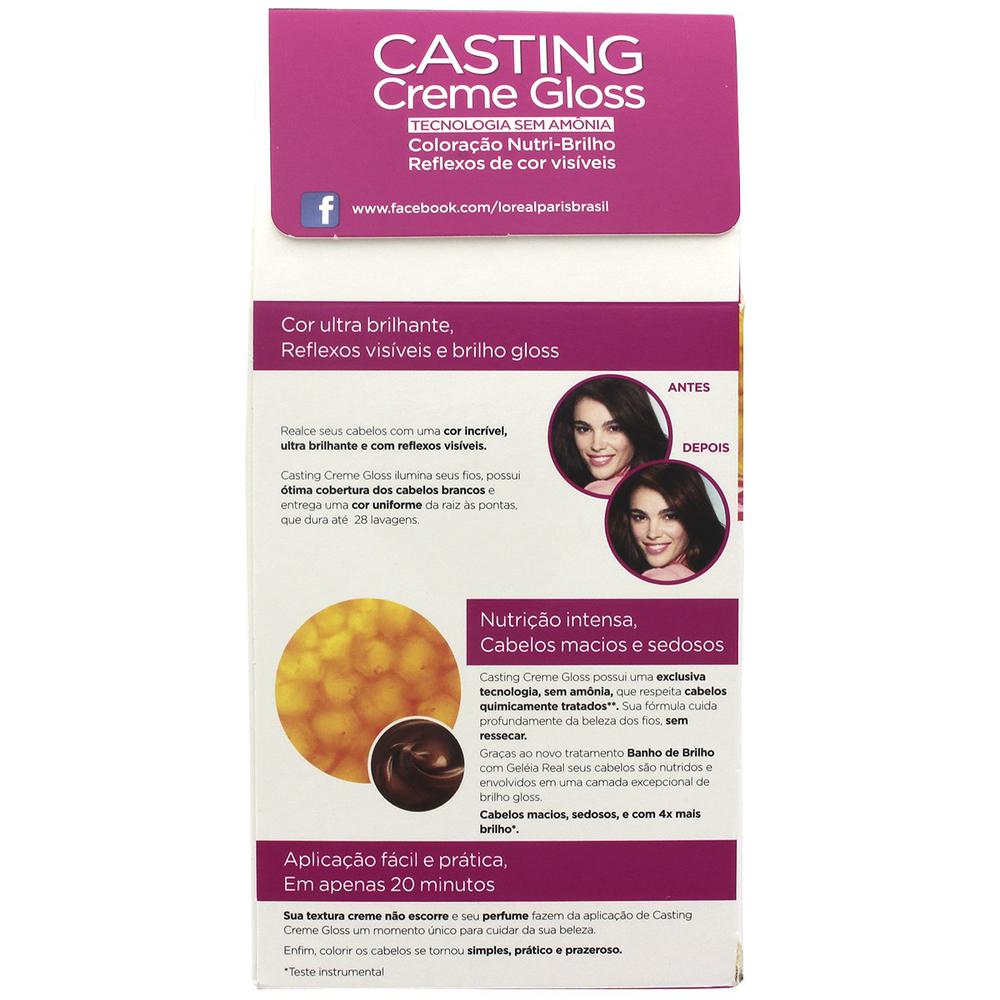 CASTING
Creme Gloss
TECNOLOGIA SEM AMÔNIA
Coloração Nutri-Brilho
Reflexos de cor visíveis
f www.facebook.com/lorealparisbrasil
Cor ultra brilhante,
Reflexos visíveis e brilho gloss
ANTES
DEPOIS
Realce seus cabelos com uma cor incrível,
ultra brilhante e com reflexos visíveis.
Casting Creme Gloss ilumina seus fios, possui
ótima cobertura dos cabelos brancos e
entrega uma cor uniforme da raiz às pontas,
que dura até 28 lavagens.
Nutrição intensa,
Cabelos macios e sedosos
Casting Creme Gloss possui uma exclusiva
tecnologia, sem amônia, que respeita cabelos
quimicamente tratados**. Sua fórmula cuida
profundamente da beleza dos fios, sem
ressecar.
Graças ao novo tratamento Banho de Brilho
com Geléia Real seus cabelos são nutridos e
envolvidos em uma camada excepcional de
brilho gloss.
Cabelos macios, sedosos, e com 4x mais
brilho*.
Aplicação fácil e prática,
Em apenas 20 minutos
Sua textura creme não escorre e seu perfume fazem da aplicação de Casting
Creme Gloss um momento único para cuidar da sua beleza.
Enfim, colorir os cabelos se tornou simples, prático e prazeroso.
*Teste instrumental